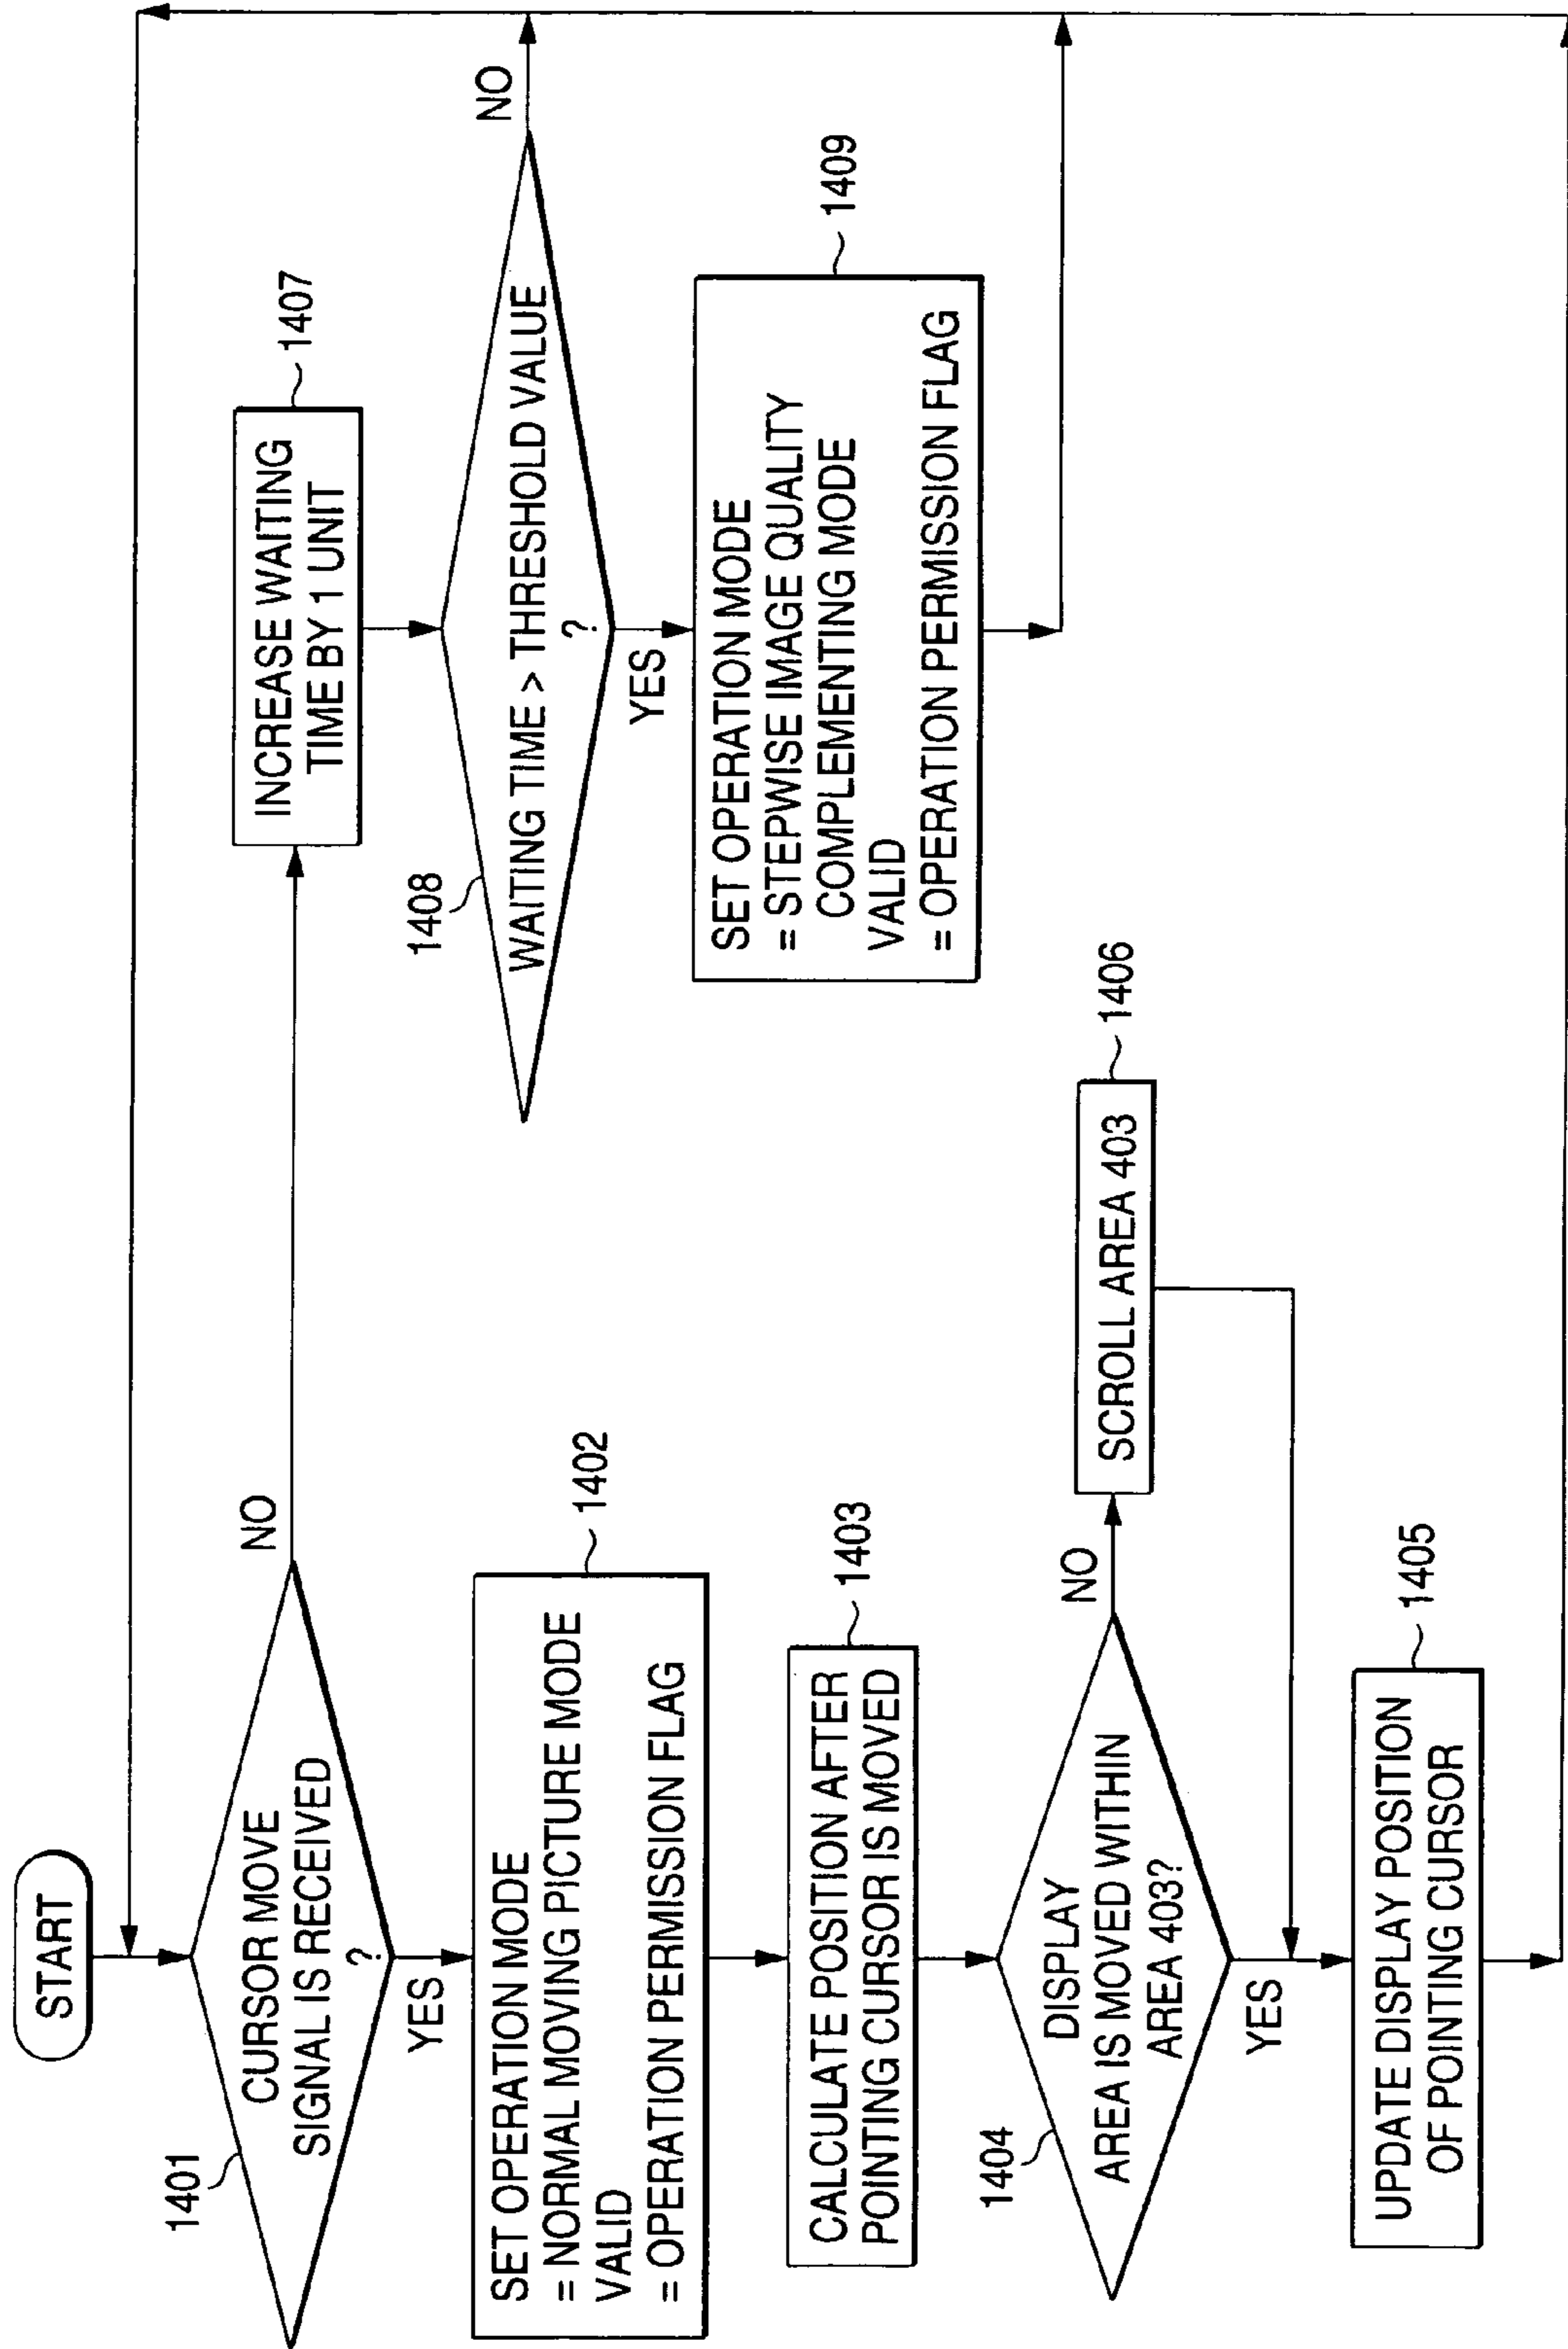 START
1401
CURSOR MOVE
SIGNAL IS RECEIVED
?
NO
YES
SET OPERATION MODE
= NORMAL MOVING PICTURE MODE
VALID
= OPERATION PERMISSION FLAG
1402
CALCULATE POSITION AFTER
POINTING CURSOR IS MOVED
1403
1404
DISPLAY
AREA IS MOVED WITHIN
AREA 403?
NO
YES
SCROLL AREA 403
1406
UPDATE DISPLAY POSITION
OF POINTING CURSOR
1405
INCREASE WAITING
TIME BY 1 UNIT
1407
1408
WAITING TIME > THRESHOLD VALUE
?
NO
YES
SET OPERATION MODE
= STEPWISE IMAGE QUALITY
COMPLEMENTING MODE
VALID
= OPERATION PERMISSION FLAG
1409